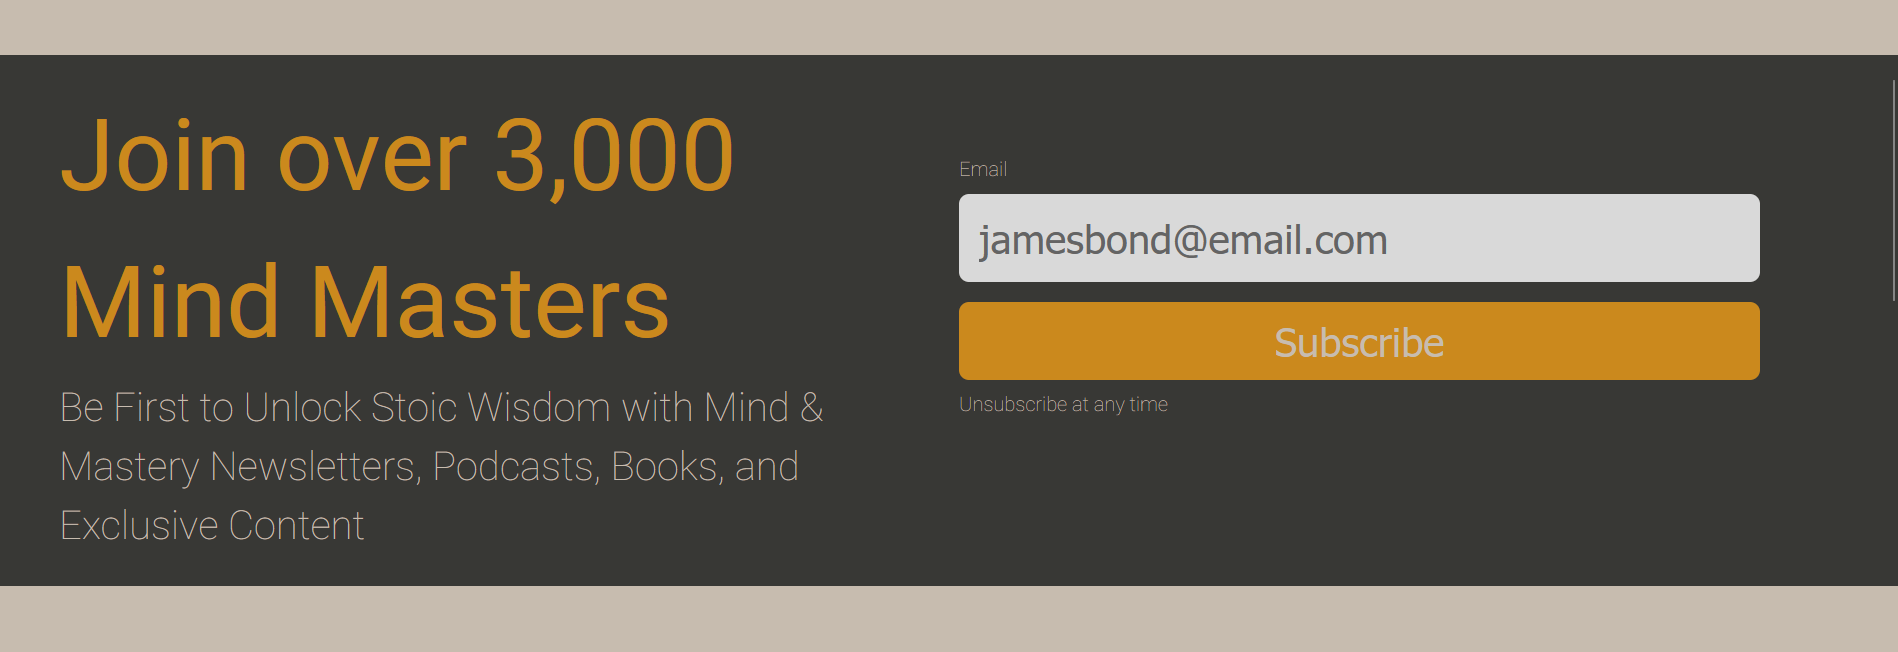 Join over 3,000
Mind Masters
Be First to Unlock Stoic Wisdom with Mind &
Mastery Newsletters, Podcasts, Books, and
Exclusive Content
Email
jamesbond@email.com
Subscribe
Unsubscribe at any time